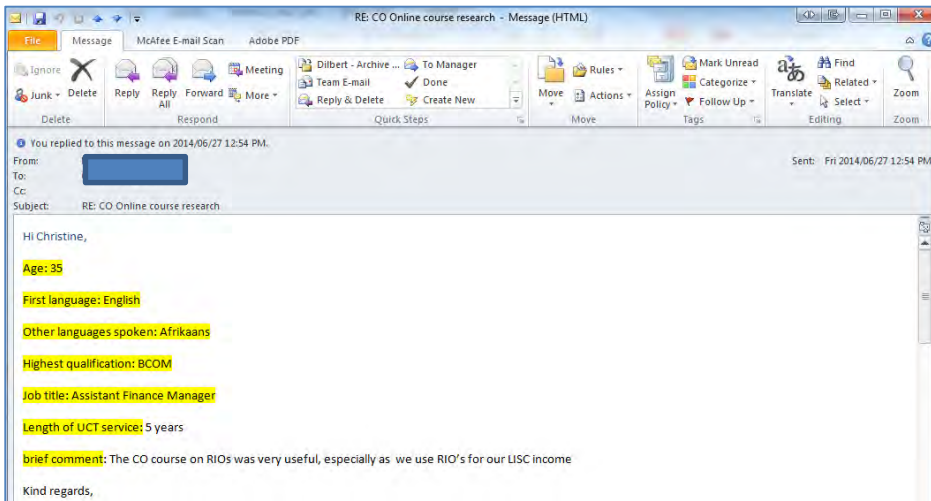 RE: CO Online course research - Message (HTML)
File Message McAfee E-mail Scan Adobe PDF
Ignore
Junk
Delete
Reply
Reply All
Forward
Meeting
More
Dilbert - Archive ...
To Manager
Team E-mail
Done
Reply & Delete
Create New
Move
Rules
Actions
Assign Policy
Mark Unread
Categorize
Follow Up
Translate
Find
Related
Select
Zoom
Delete Respond Quick Steps Move Tags Editing Zoom
You replied to this message on 2014/06/27 12:54 PM.
From: Sent: Fri 2014/06/27 12:54 PM
To:
Cc:
Subject: RE: CO Online course research
Hi Christine,
Age: 35
First language: English
Other languages spoken: Afrikaans
Highest qualification: BCOM
Job title: Assistant Finance Manager
Length of UCT service: 5 years
brief comment: The CO course on RIOs was very useful, especially as we use RIO's for our LISC income
Kind regards,